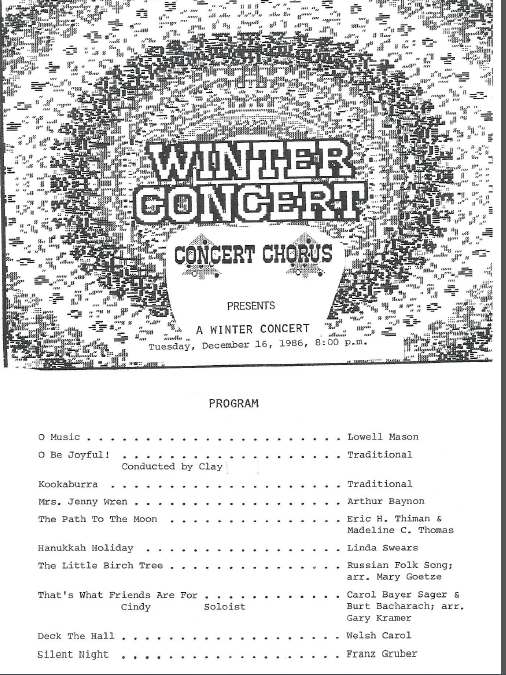 WINTER
CONCERT
CONCERT CHORUS
PRESENTS
A WINTER CONCERT
Tuesday, December 16, 1986, 8:00 p.m.
PROGRAM
O Music . . . . . . . . . . . . . . . . . . . . . . Lowell Mason
O Be Joyful! . . . . . . . . . . . . . . . . . . . Traditional
Conducted by Clay
Kookaburra . . . . . . . . . . . . . . . . . . . . Traditional
Mrs. Jenny Wren . . . . . . . . . . . . . . . . . . Arthur Baynon
The Path To The Moon . . . . . . . . . . . . . . . Eric H. Thiman &
Madeline C. Thomas
Hanukkah Holiday . . . . . . . . . . . . . . . . . Linda Swears
The Little Birch Tree . . . . . . . . . . . . . . . Russian Folk Song;
arr. Mary Goetze
That's What Friends Are For . . . . . . . . . . . . Carol Bayer Sager &
Cindy Soloist Burt Bacharach; arr.
Gary Kramer
Deck The Hall . . . . . . . . . . . . . . . . . . . Welsh Carol
Silent Night . . . . . . . . . . . . . . . . . . . Franz Gruber